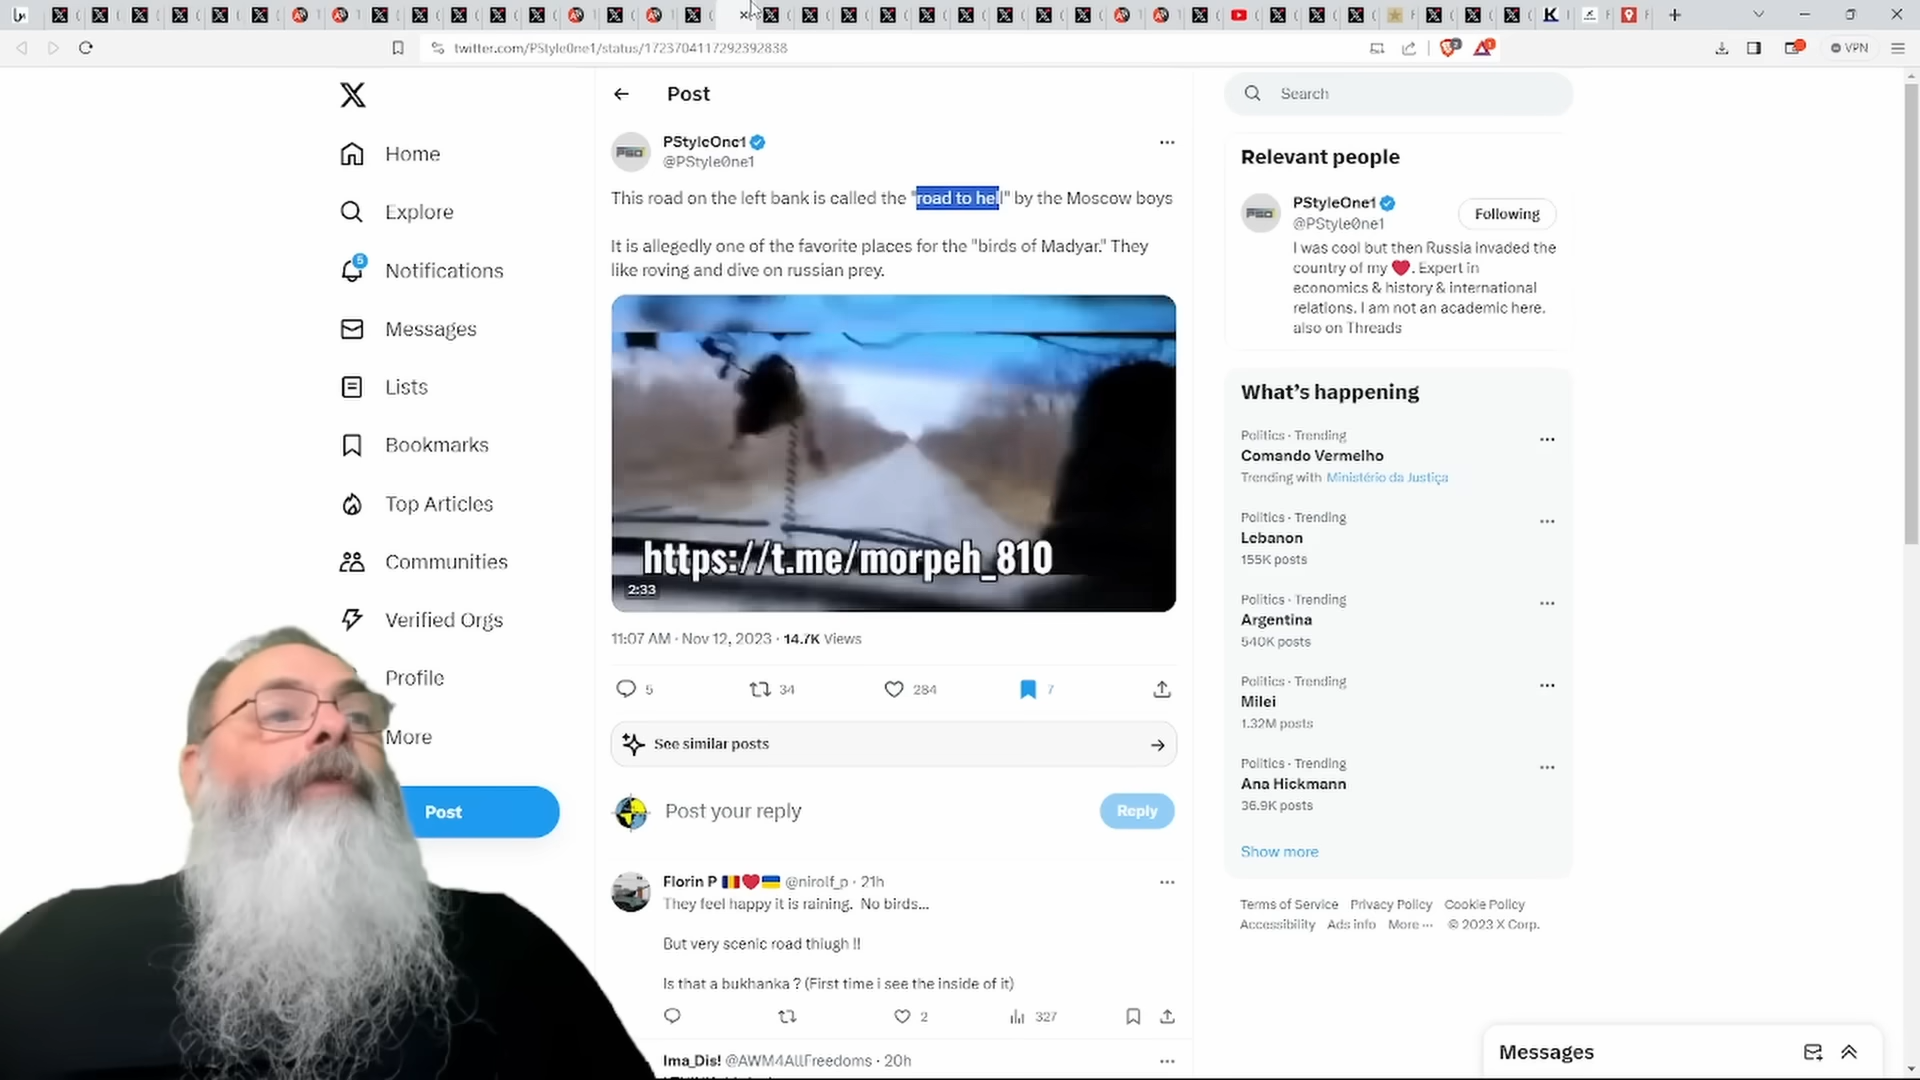 twitter.com/PStyle0ne1/status/1723704117292392838
VPN
Post
Search
Home
Explore
5
Notifications
Messages
Lists
Bookmarks
Top Articles
Communities
Verified Orgs
Profile
More
Post
PStyleOne1
@PStyle0ne1
This road on the left bank is called the "road to hell" by the Moscow boys
It is allegedly one of the favorite places for the "birds of Madyar." They
like roving and dive on russian prey.
https://t.me/morpeh_810
2:33
11:07 AM · Nov 12, 2023 · 14.7K Views
5
34
284
7
See similar posts
Post your reply
Reply
Florin P @nirolf_p · 21h
They feel happy it is raining. No birds...
But very scenic road thiugh !!
Is that a bukhanka ? (First time i see the inside of it)
2
327
Ima_Dis! @AWM4AllFreedoms · 20h
Relevant people
PStyleOne1
@PStyle0ne1
Following
I was cool but then Russia invaded the
country of my ❤️. Expert in
economics & history & international
relations. I am not an academic here.
also on Threads
What's happening
Politics · Trending
Comando Vermelho
Trending with Ministério da Justiça
Politics · Trending
Lebanon
155K posts
Politics · Trending
Argentina
540K posts
Politics · Trending
Milei
1.32M posts
Politics · Trending
Ana Hickmann
36.9K posts
Show more
Terms of Service Privacy Policy Cookie Policy
Accessibility Ads info More ··· © 2023 X Corp.
Messages